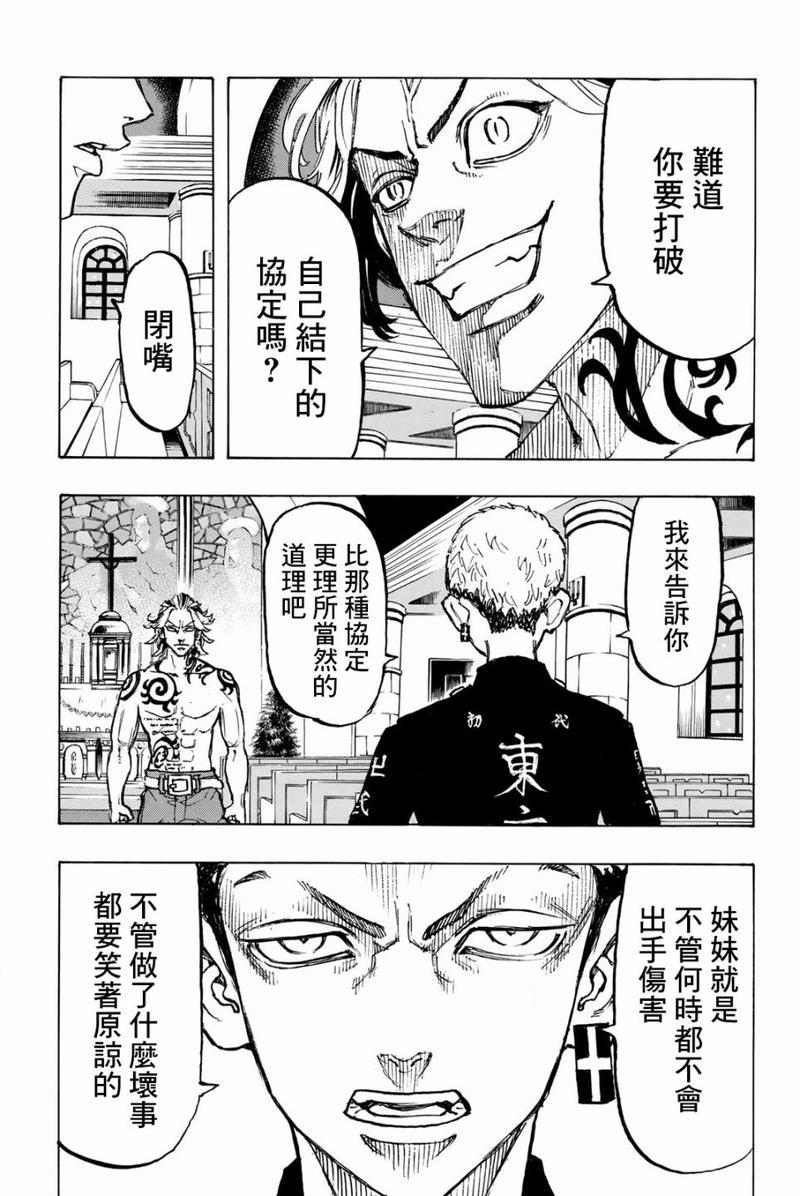 難道
你要打破
自己結下的
協定嗎?
閉嘴
我來告訴你
比那種協定
更理所當然的
道理吧
東
妹妹就是
不管何時都不會
出手傷害
不管做了什麼壞事
都要笑著原諒的